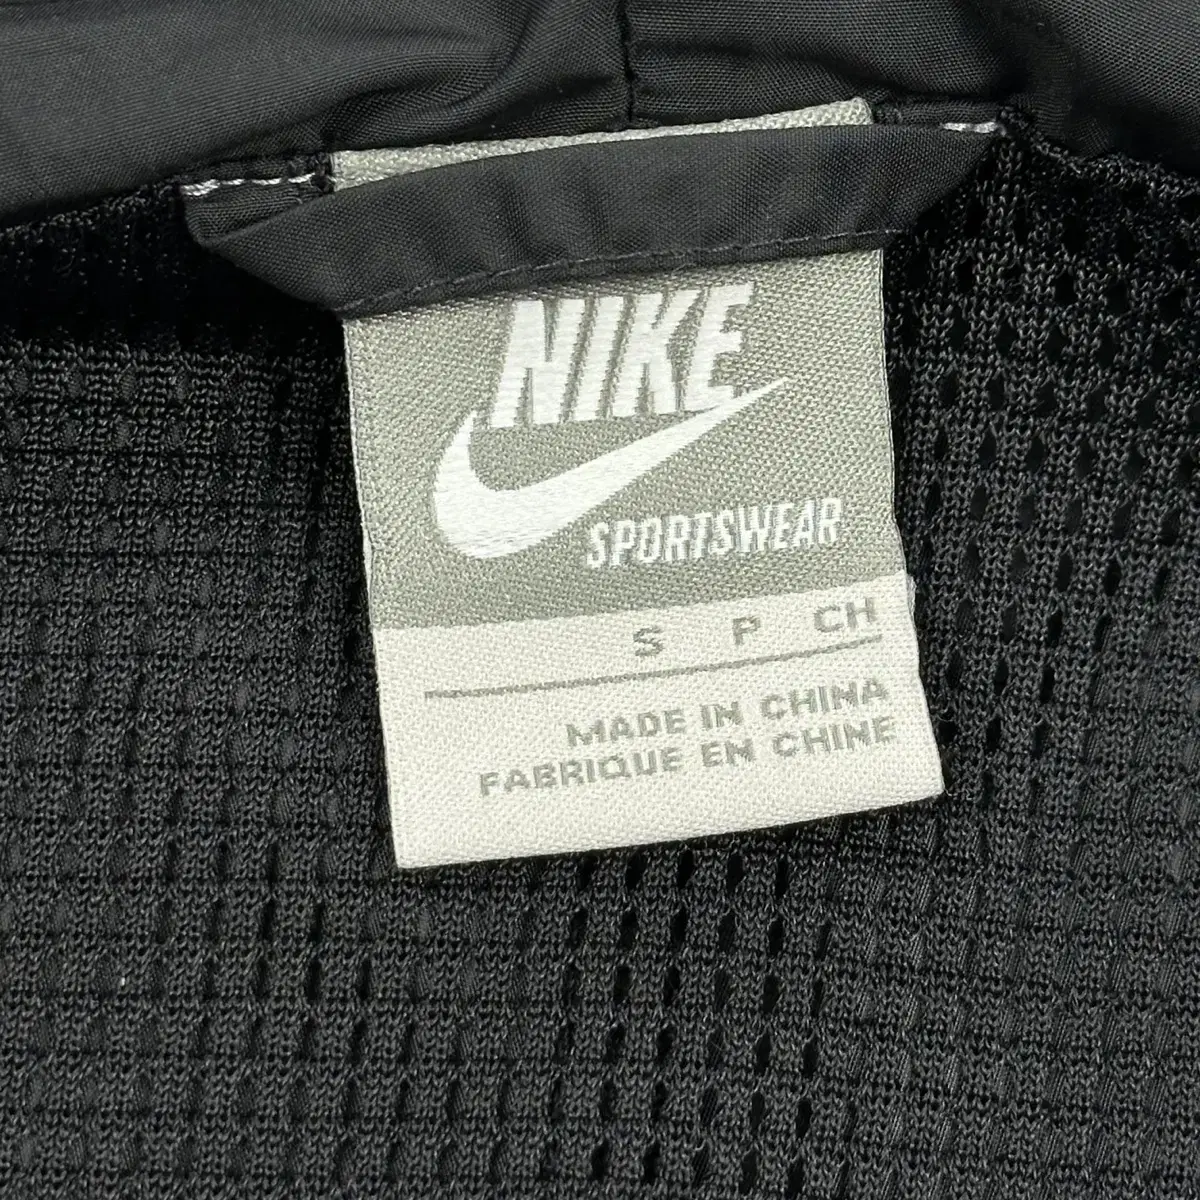 NIKE
SPORTSWEAR
S P CH
MADE IN CHINA
FABRIQUE EN CHINE